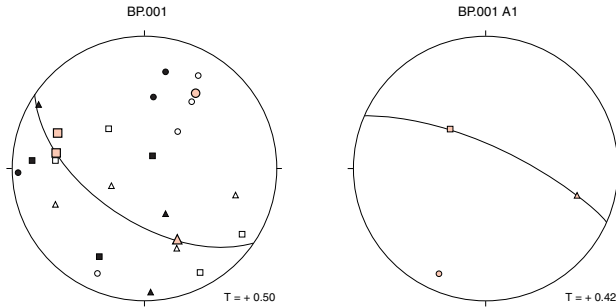 BP.001
BP.001 A1
T = + 0.50
T = + 0.42